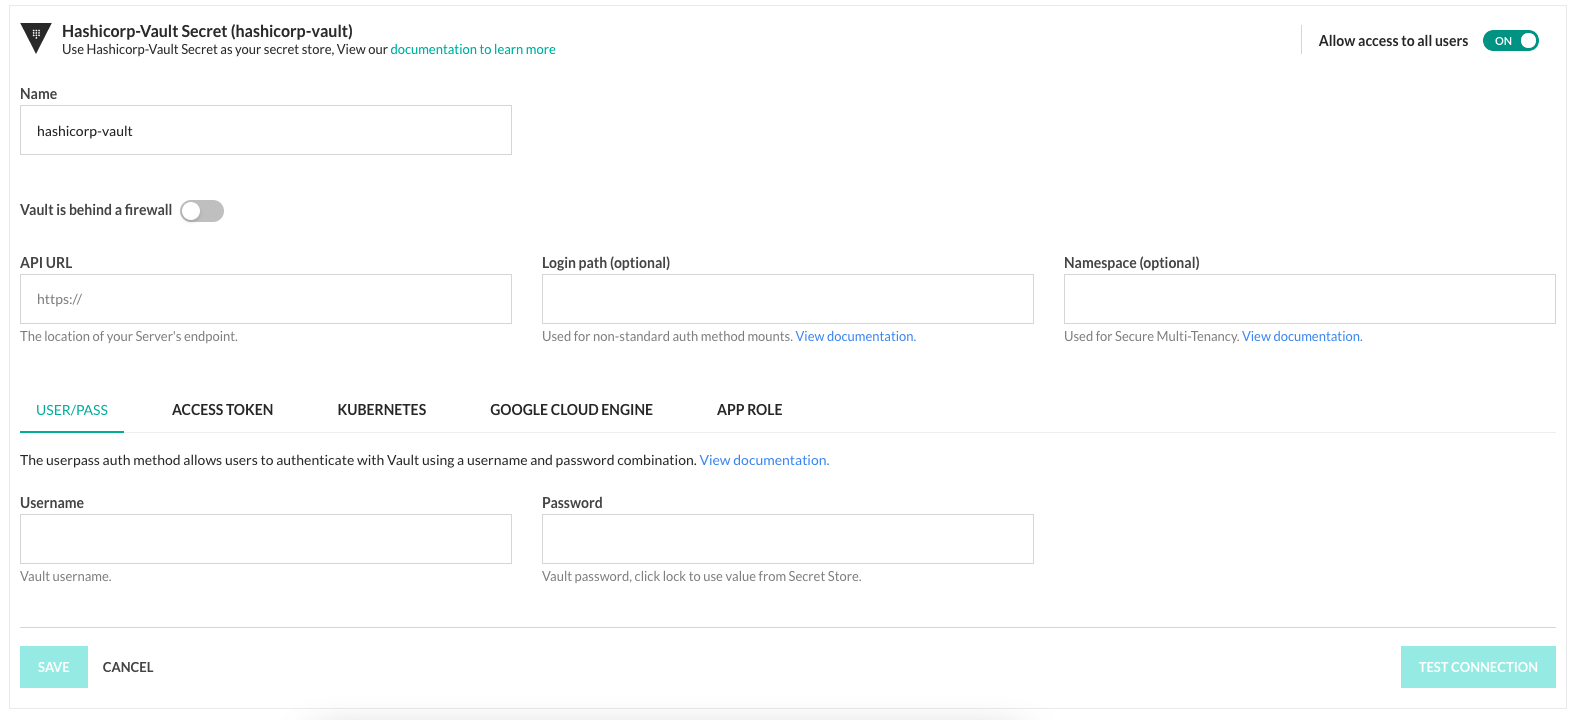 Hashicorp-Vault Secret (hashicorp-vault)
Use Hashicorp-Vault Secret as your secret store, View our documentation to learn more
Allow access to all users ON
Name
hashicorp-vault
Vault is behind a firewall
API URL Login path (optional) Namespace (optional)
https://
The location of your Server's endpoint. Used for non-standard auth method mounts. View documentation. Used for Secure Multi-Tenancy. View documentation.
USER/PASS ACCESS TOKEN KUBERNETES GOOGLE CLOUD ENGINE APP ROLE
The userpass auth method allows users to authenticate with Vault using a username and password combination. View documentation.
Username Password
Vault username. Vault password, click lock to use value from Secret Store.
SAVE CANCEL TEST CONNECTION